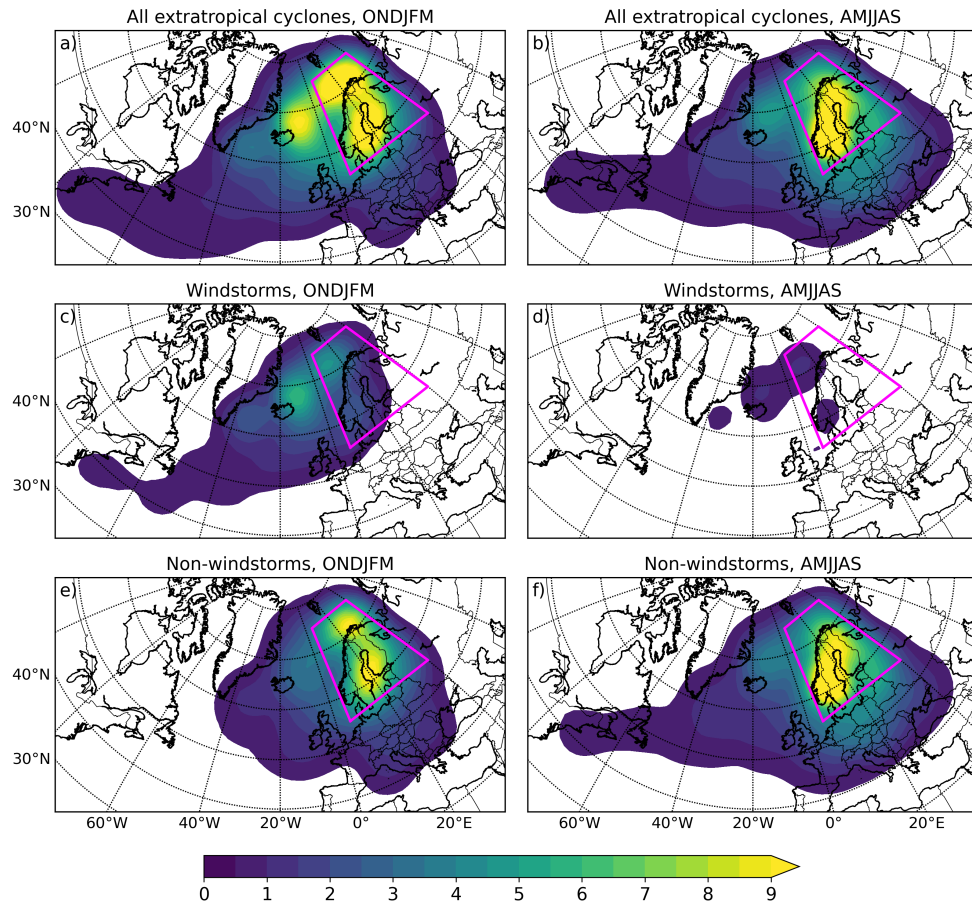 All extratropical cyclones, ONDJFM
All extratropical cyclones, AMJJAS
a)
b)
40°N
30°N
Windstorms, ONDJFM
Windstorms, AMJJAS
c)
d)
40°N
30°N
Non-windstorms, ONDJFM
Non-windstorms, AMJJAS
e)
f)
40°N
30°N
60°W 40°W 20°W 0° 20°E
60°W 40°W 20°W 0° 20°E
0 1 2 3 4 5 6 7 8 9